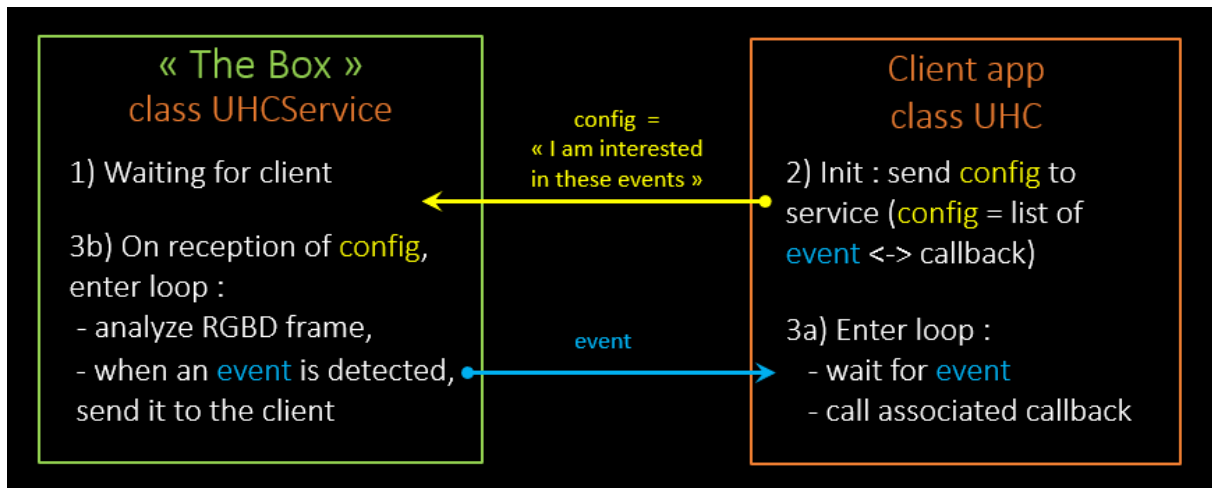 « The Box »
class UHCService
1) Waiting for client
3b) On reception of config,
enter loop :
- analyze RGBD frame,
- when an event is detected,
send it to the client
config =
« I am interested
in these events »
event
Client app
class UHC
2) Init : send config to
service (config = list of
event <-> callback)
3a) Enter loop :
- wait for event
- call associated callback